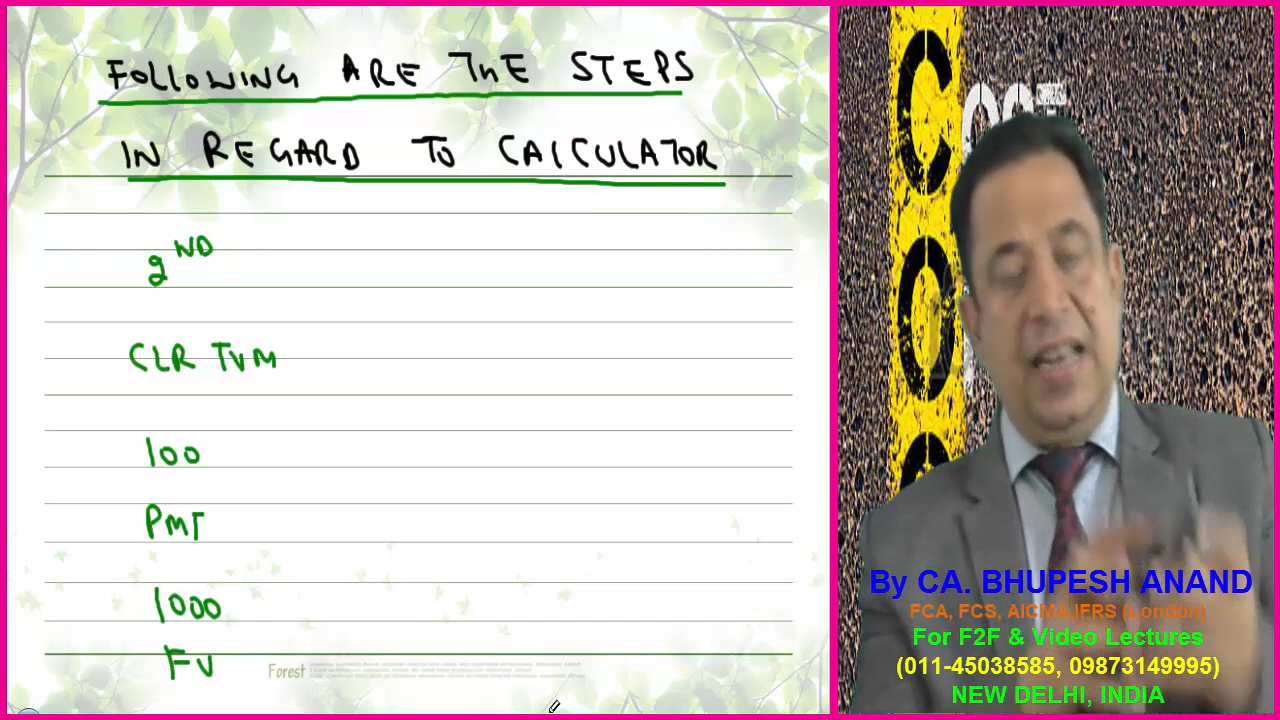 FOLLOWING ARE THE STEPS
IN REGARD TO CALCULATOR
2ND
CLR TVM
100
PMT
1000
FV
Forest
By CA. BHUPESH ANAND
FCA, FCS, AICMA,IFRS (London)
For F2F & Video Lectures
(011-45038585, 09873149995)
NEW DELHI, INDIA